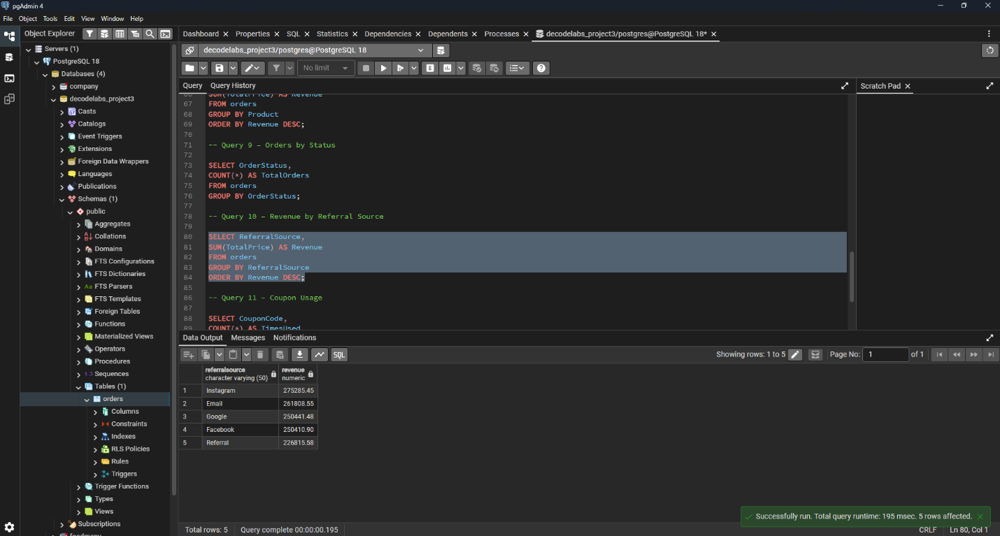 pgAdmin 4
File Object Tools Edit View Window Help
Object Explorer
Dashboard Properties SQL Statistics Dependencies Dependents Processes decodelabs_project3/postgres@PostgreSQL 18*
Servers (1)
PostgreSQL 18
Databases (4)
company
decodelabs_project3
Casts
Catalogs
Event Triggers
Extensions
Foreign Data Wrappers
Languages
Publications
Schemas (1)
public
Aggregates
Collations
Domains
FTS Configurations
FTS Dictionaries
FTS Parsers
FTS Templates
Foreign Tables
Functions
Materialized Views
Operators
Procedures
1..3 Sequences
Tables (1)
orders
Columns
Constraints
Indexes
RLS Policies
Rules
Triggers
Trigger Functions
Types
Views
Subscriptions
decodelabs_project3/postgres@PostgreSQL 18
No limit
Query Query History
Scratch Pad
66 SUM(TotalPrice) AS Revenue
67 FROM orders
68 GROUP BY Product
69 ORDER BY Revenue DESC;
70
71 -- Query 9 – Orders by Status
72
73 SELECT OrderStatus,
74 COUNT(*) AS TotalOrders
75 FROM orders
76 GROUP BY OrderStatus;
77
78 -- Query 10 – Revenue by Referral Source
79
80 SELECT ReferralSource,
81 SUM(TotalPrice) AS Revenue
82 FROM orders
83 GROUP BY ReferralSource
84 ORDER BY Revenue DESC;
85
86 -- Query 11 – Coupon Usage
87
88 SELECT CouponCode,
89 COUNT(*) AS TimesUsed
Data Output Messages Notifications
SQL
Showing rows: 1 to 5
Page No: 1 of 1
referralsource revenue
character varying (50) numeric
1 Instagram 275285.45
2 Email 261808.55
3 Google 250441.48
4 Facebook 250410.90
5 Referral 226815.58
Successfully run. Total query runtime: 195 msec. 5 rows affected.
Total rows: 5 Query complete 00:00:00.195
CRLF Ln 80, Col 1